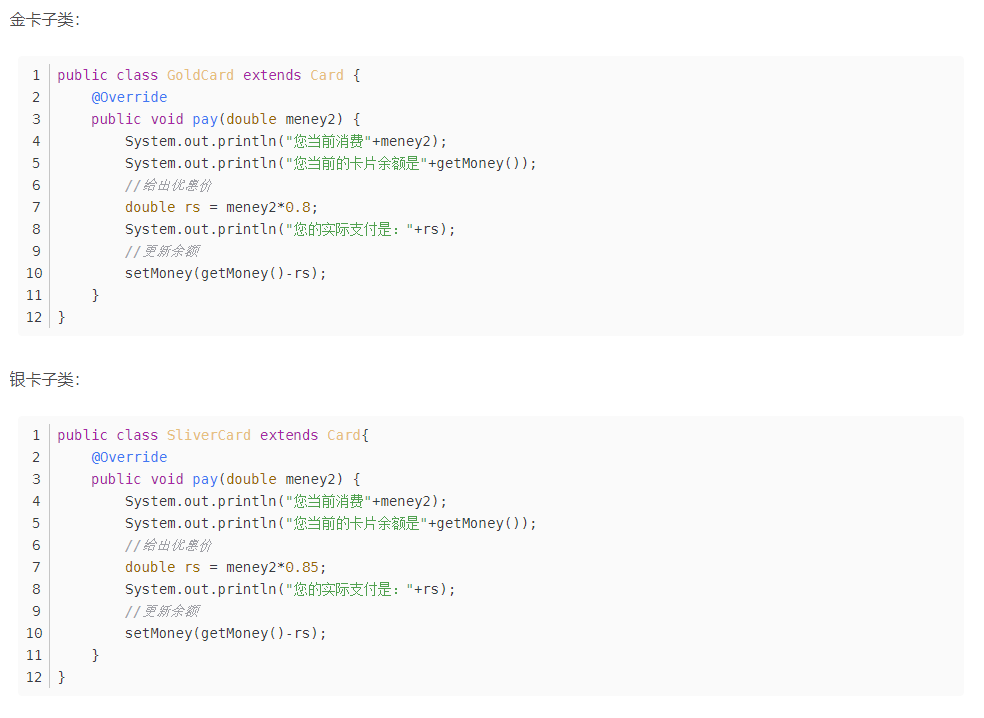 金卡子类：
1 public class GoldCard extends Card {
2     @Override
3     public void pay(double meney2) {
4         System.out.println("您当前消费"+meney2);
5         System.out.println("您当前的卡片余额是"+getMoney());
6         //给出优惠价
7         double rs = meney2*0.8;
8         System.out.println("您的实际支付是："+rs);
9         //更新余额
10         setMoney(getMoney()-rs);
11     }
12 }
银卡子类：
1 public class SliverCard extends Card{
2     @Override
3     public void pay(double meney2) {
4         System.out.println("您当前消费"+meney2);
5         System.out.println("您当前的卡片余额是"+getMoney());
6         //给出优惠价
7         double rs = meney2*0.85;
8         System.out.println("您的实际支付是："+rs);
9         //更新余额
10         setMoney(getMoney()-rs);
11     }
12 }